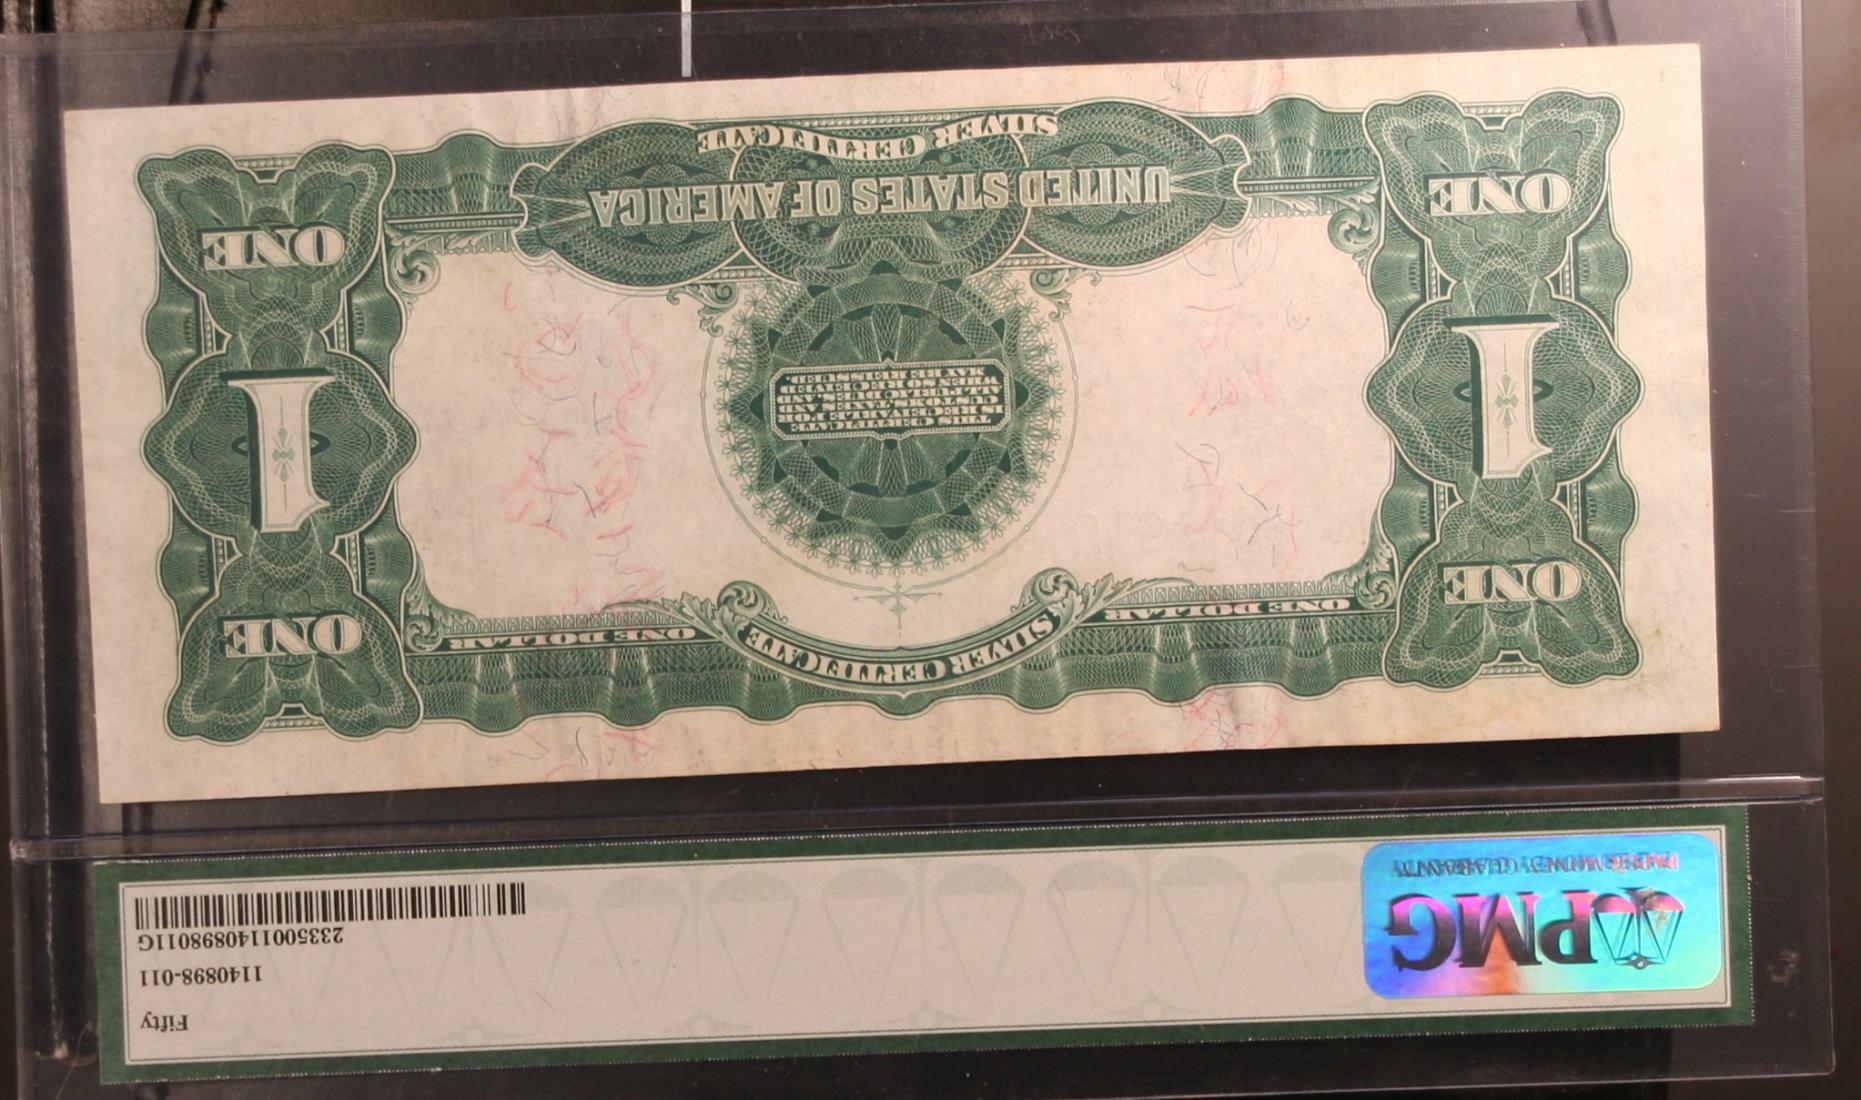 Fifty
1140898-011
2335001140898011G
PMG
PAPER MONEY GUARANTY
ONE
ONE DOLLAR
SILVER CERTIFICATE
ONE DOLLAR
ONE
1
THIS CERTIFICATE
IS RECEIVABLE FOR
CUSTOMS, TAXES AND
ALL PUBLIC DUES AND
WHEN SO RECEIVED
MAY BE REISSUED.
1
ONE
UNITED STATES OF AMERICA
SILVER CERTIFICATE
ONE